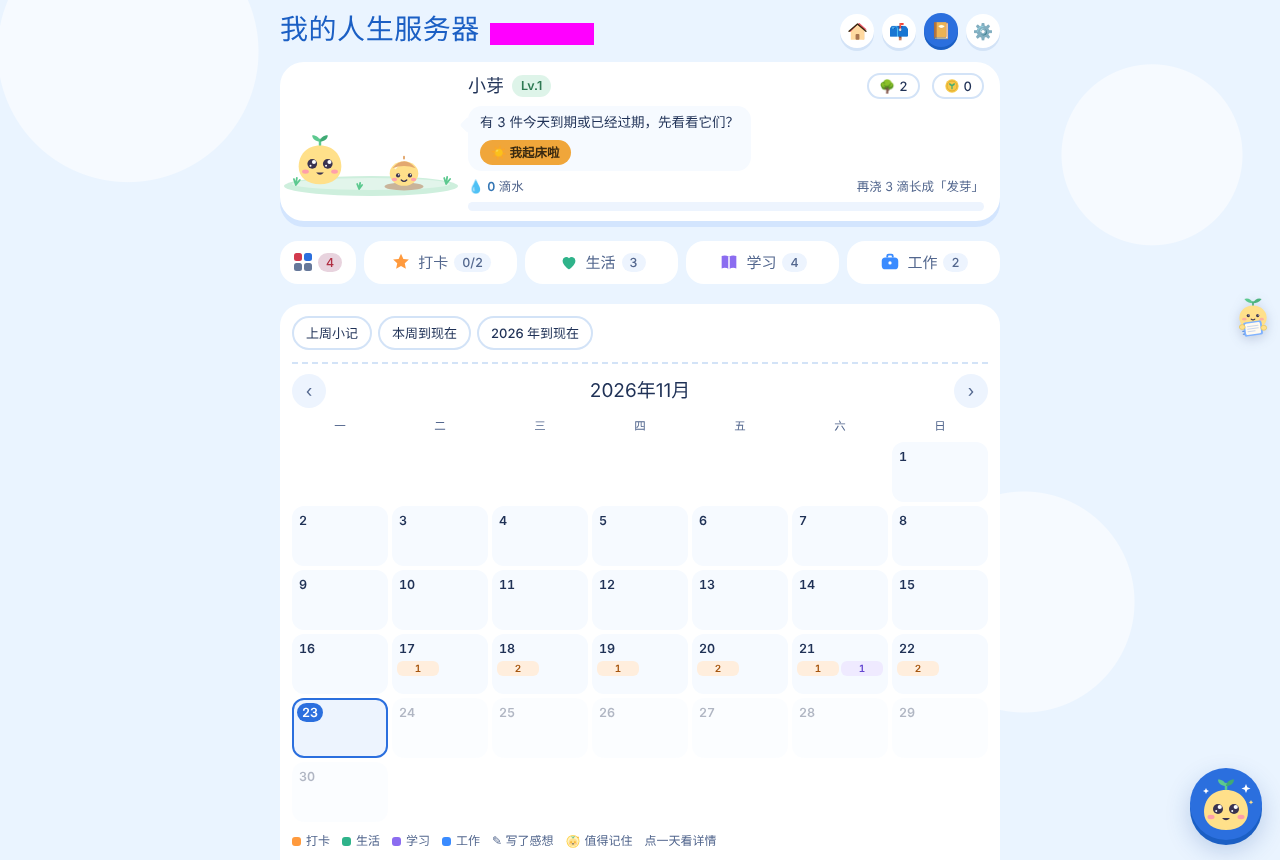 我的人生服务器
小芽 Lv.1 2 0
有 3 件今天到期或已经过期，先看看它们?
我起床啦
0 滴水 再浇 3 滴长成「发芽」
4 打卡 0/2 生活 3 学习 4 工作 2
上周小记 本周到现在 2026 年到现在
‹ 2026年11月 ›
一 二 三 四 五 六 日
1
2 3 4 5 6 7 8
9 10 11 12 13 14 15
16 17 18 19 20 21 22
1 2 1 2 1 1 2
23 24 25 26 27 28 29
30
打卡 生活 学习 工作 ✎ 写了感想 值得记住 点一天看详情